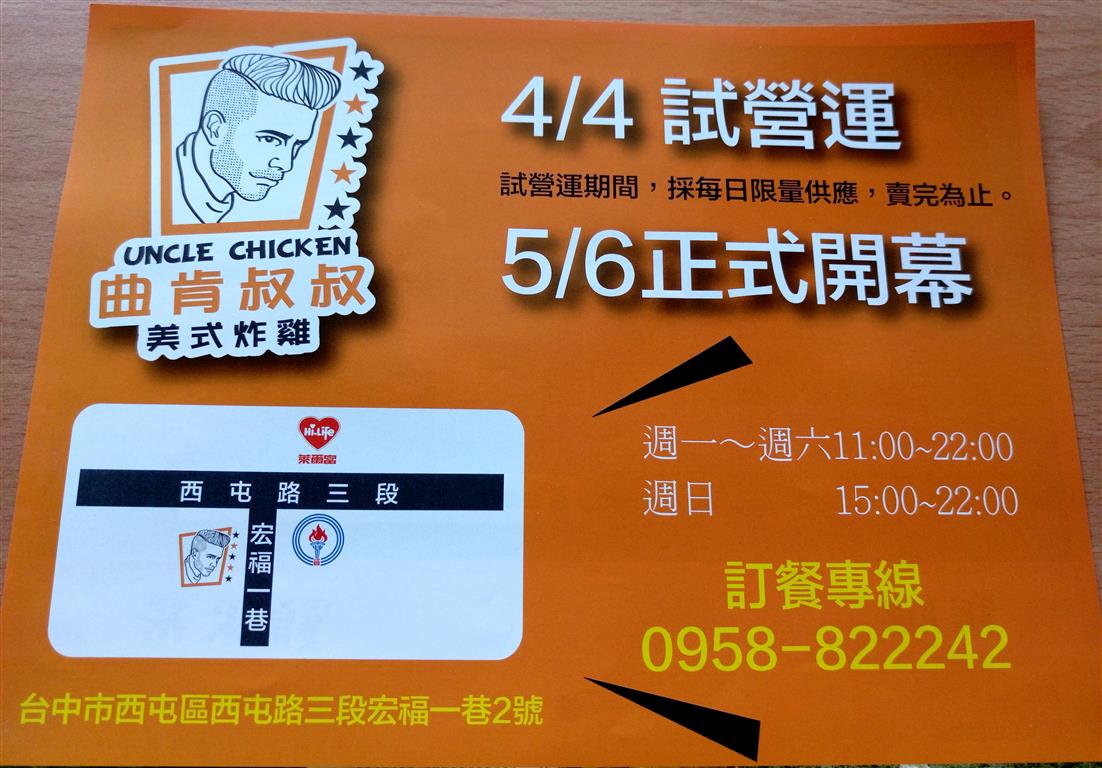 UNCLE CHICKEN
曲肯叔叔
美式炸雞
4/4 試營運
試營運期間，採每日限量供應，賣完為止。
5/6正式開幕
週一～週六11:00~22:00
週日 15:00~22:00
訂餐專線
0958-822242
Hi-Life
萊爾富
西屯路三段
宏福一巷
台中市西屯區西屯路三段宏福一巷2號